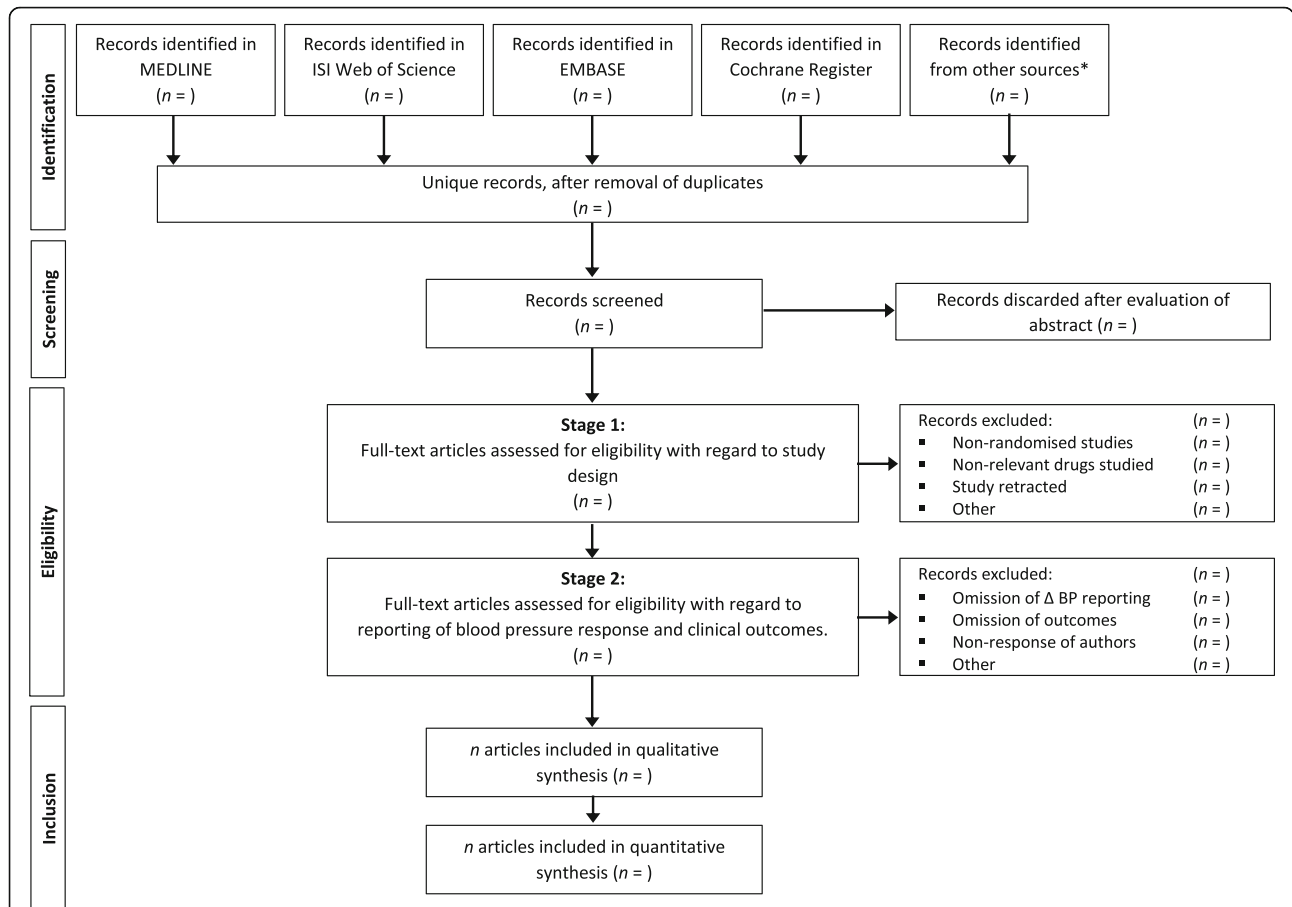 Identification
Records identified in
MEDLINE
(n = )
Records identified in
ISI Web of Science
(n = )
Records identified in
EMBASE
(n = )
Records identified in
Cochrane Register
(n = )
Records identified
from other sources*
(n = )
Unique records, after removal of duplicates
(n = )
Screening
Records screened
(n = )
Records discarded after evaluation of
abstract (n = )
Eligibility
Stage 1:
Full-text articles assessed for eligibility with regard to study
design
(n = )
Records excluded: (n = )
▪ Non-randomised studies (n = )
▪ Non-relevant drugs studied (n = )
▪ Study retracted (n = )
▪ Other (n = )
Stage 2:
Full-text articles assessed for eligibility with regard to
reporting of blood pressure response and clinical outcomes.
(n = )
Records excluded: (n = )
▪ Omission of Δ BP reporting (n = )
▪ Omission of outcomes (n = )
▪ Non-response of authors (n = )
▪ Other (n = )
Inclusion
n articles included in qualitative
synthesis (n = )
n articles included in quantitative
synthesis (n = )